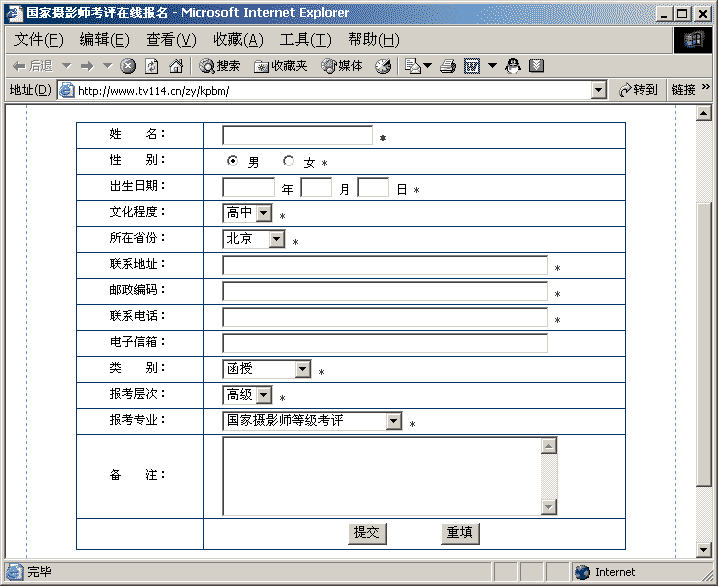 国家摄影师考评在线报名 - Microsoft Internet Explorer
文件(F) 编辑(E) 查看(V) 收藏(A) 工具(T) 帮助(H)
后退 搜索 收藏夹 媒体
地址(D) http://www.tv114.cn/zy/kpbm/ 转到 链接 »
姓 名： *
性 别： 男 女 *
出生日期： 年 月 日 *
文化程度： 高中 *
所在省份： 北京 *
联系地址： *
邮政编码： *
联系电话： *
电子信箱：
类 别： 函授 *
报考层次： 高级 *
报考专业： 国家摄影师等级考评 *
备 注：
提交 重填
完毕 Internet